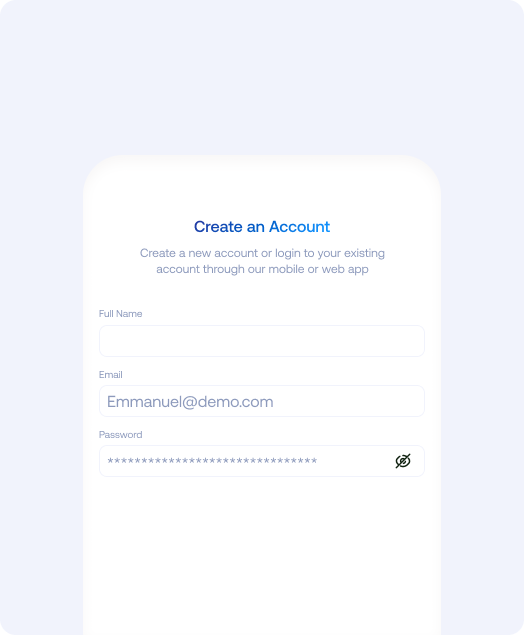 Create an Account
Create a new account or login to your existing
account through our mobile or web app
Full Name
Email
Emmanuel@demo.com
Password
*******************************